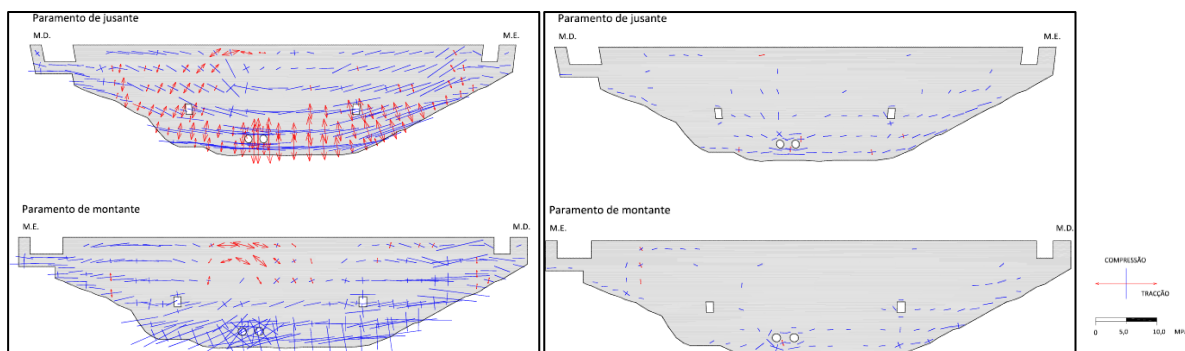 Paramento de jusante
M.D.
M.E.
Paramento de montante
M.E.
M.D.
Paramento de jusante
M.D.
M.E.
Paramento de montante
M.E.
M.D.
COMPRESSÃO
TRACÇÃO
0 5,0 10,0